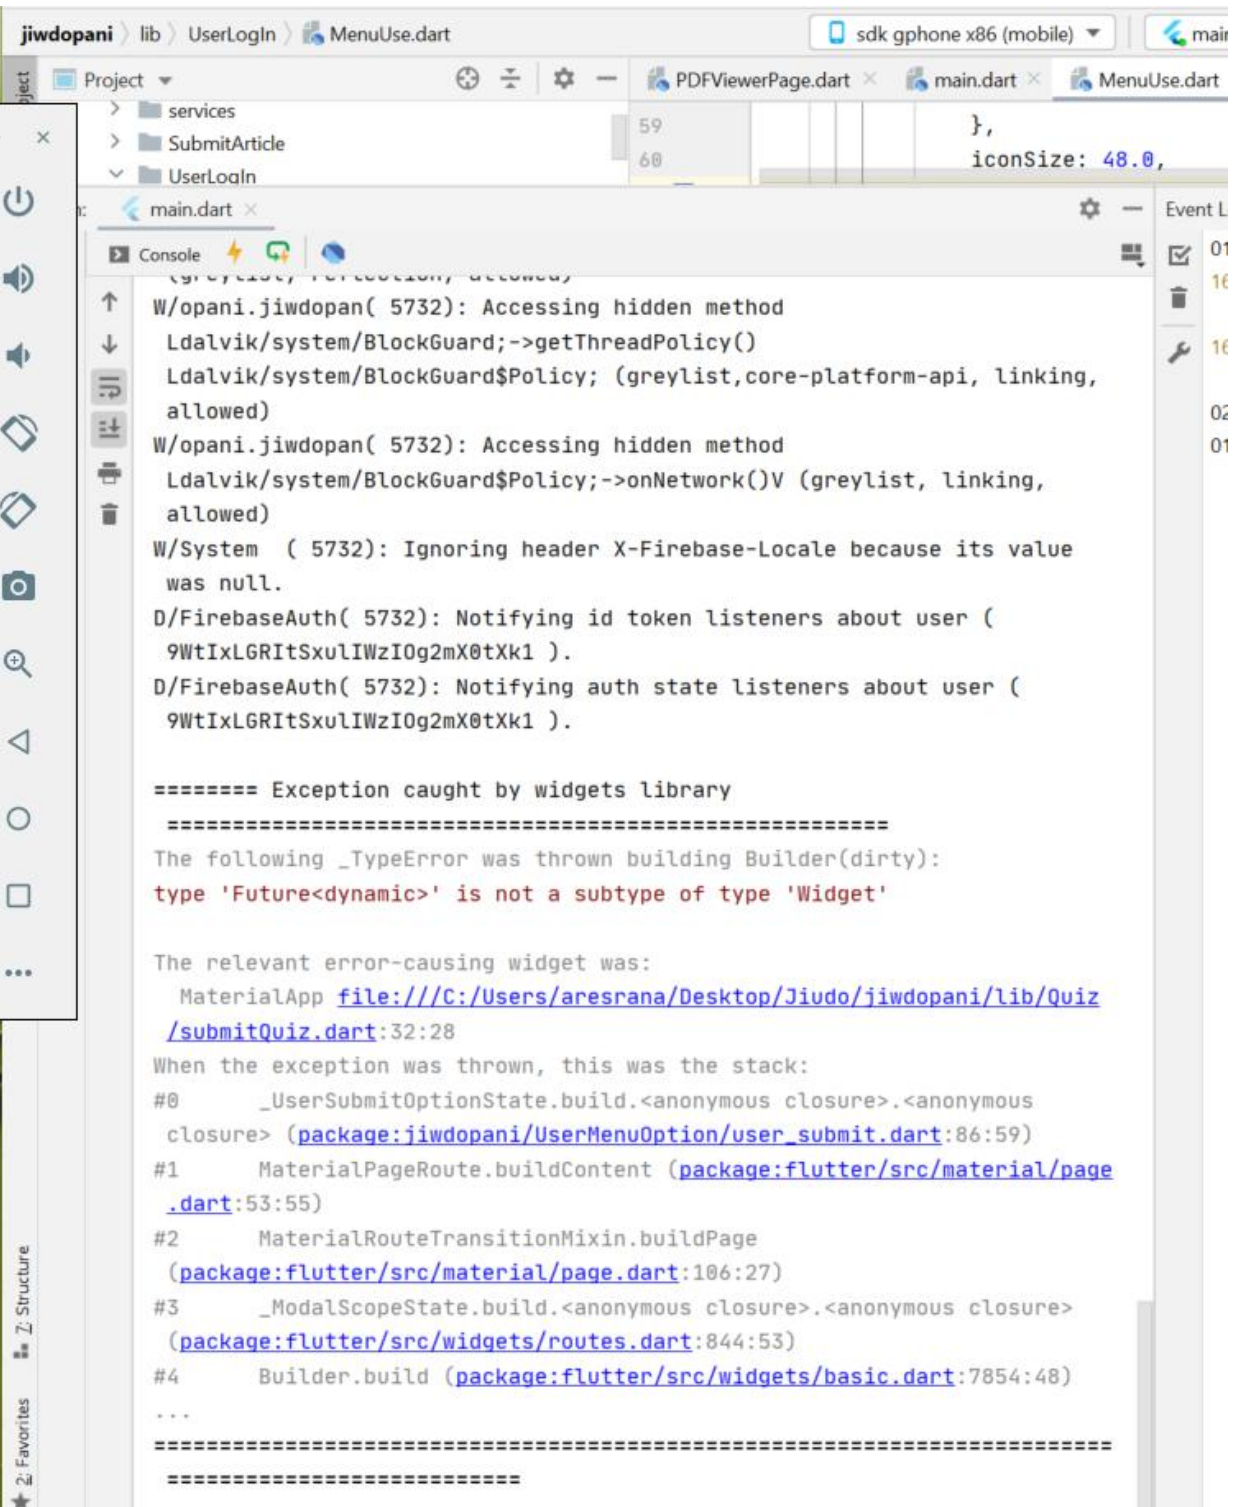 jiwdopani lib UserLogIn MenuUse.dart
sdk gphone x86 (mobile)
Project
PDFViewerPage.dart
main.dart
MenuUse.dart
services
SubmitArticle
UserLogIn
59 },
60 iconSize: 48.0,
main.dart
Console
Event L
01
16
16
02
01
W/opani.jiwdopan( 5732): Accessing hidden method
Ldalvik/system/BlockGuard;->getThreadPolicy()
Ldalvik/system/BlockGuard$Policy; (greylist,core-platform-api, linking,
allowed)
W/opani.jiwdopan( 5732): Accessing hidden method
Ldalvik/system/BlockGuard$Policy;->onNetwork()V (greylist, linking,
allowed)
W/System  ( 5732): Ignoring header X-Firebase-Locale because its value
was null.
D/FirebaseAuth( 5732): Notifying id token listeners about user (
9WtIxLGRItSxulIWzIOg2mX0tXk1 ).
D/FirebaseAuth( 5732): Notifying auth state listeners about user (
9WtIxLGRItSxulIWzIOg2mX0tXk1 ).
======== Exception caught by widgets library
=======================================================
The following _TypeError was thrown building Builder(dirty):
type 'Future<dynamic>' is not a subtype of type 'Widget'
The relevant error-causing widget was:
MaterialApp file:///C:/Users/aresrana/Desktop/Jiudo/jiwdopani/lib/Quiz
/submitQuiz.dart:32:28
When the exception was thrown, this was the stack:
#0      _UserSubmitOptionState.build.<anonymous closure>.<anonymous
closure> (package:jiwdopani/UserMenuOption/user_submit.dart:86:59)
#1      MaterialPageRoute.buildContent (package:flutter/src/material/page
.dart:53:55)
#2      MaterialRouteTransitionMixin.buildPage
(package:flutter/src/material/page.dart:106:27)
#3      _ModalScopeState.build.<anonymous closure>.<anonymous closure>
(package:flutter/src/widgets/routes.dart:844:53)
#4      Builder.build (package:flutter/src/widgets/basic.dart:7854:48)
...
=========================================================================
===========================
Z: Structure
2: Favorites